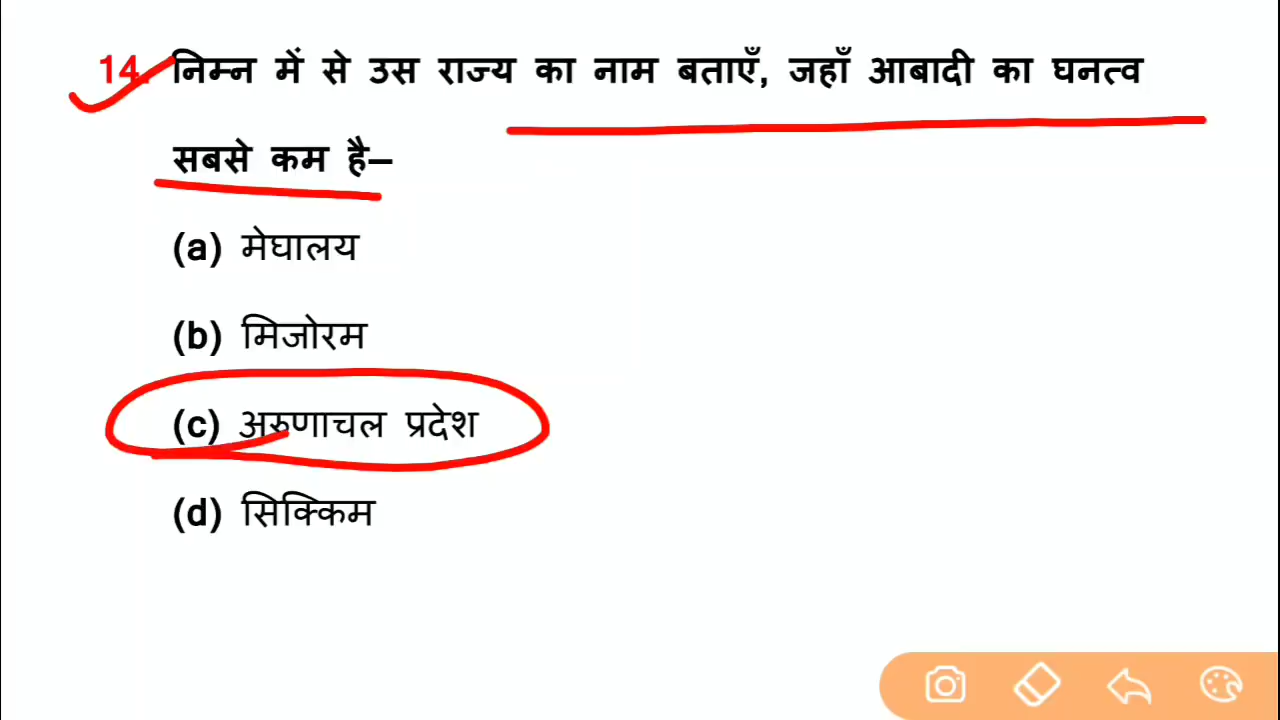 14. निम्न में से उस राज्य का नाम बताएँ, जहाँ आबादी का घनत्व
सबसे कम है–
(a) मेघालय
(b) मिजोरम
(c) अरुणाचल प्रदेश
(d) सिक्किम